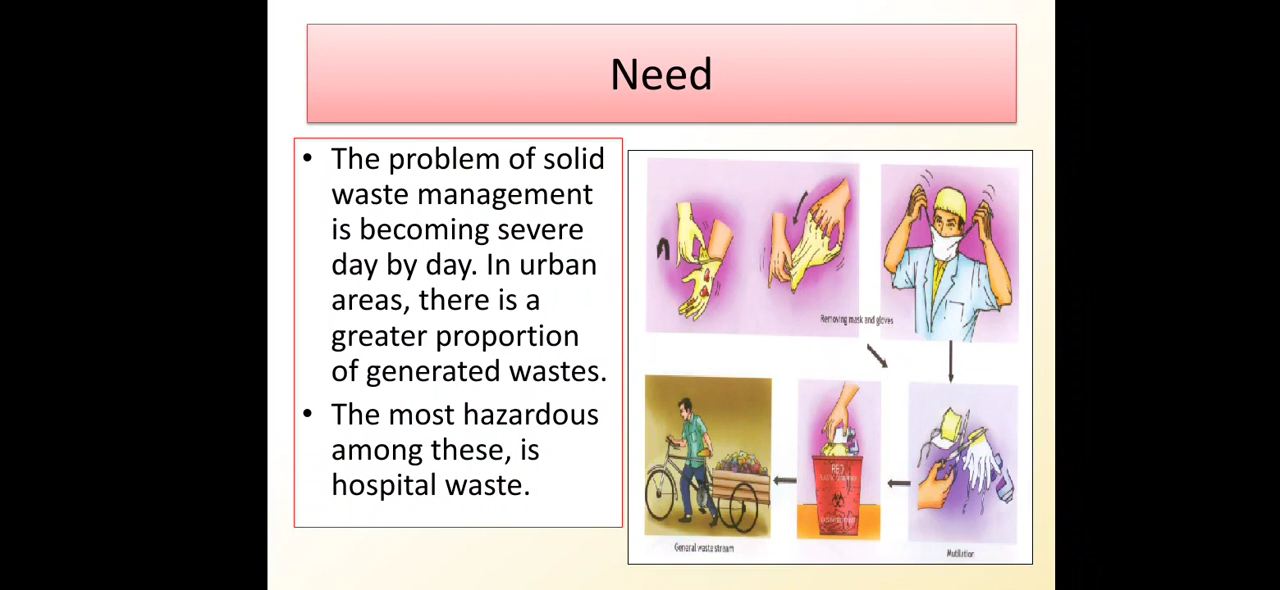 Need
• The problem of solid
waste management
is becoming severe
day by day. In urban
areas, there is a
greater proportion
of generated wastes.
• The most hazardous
among these, is
hospital waste.
Removing mask and gloves
RED
General waste stream
Mutilation